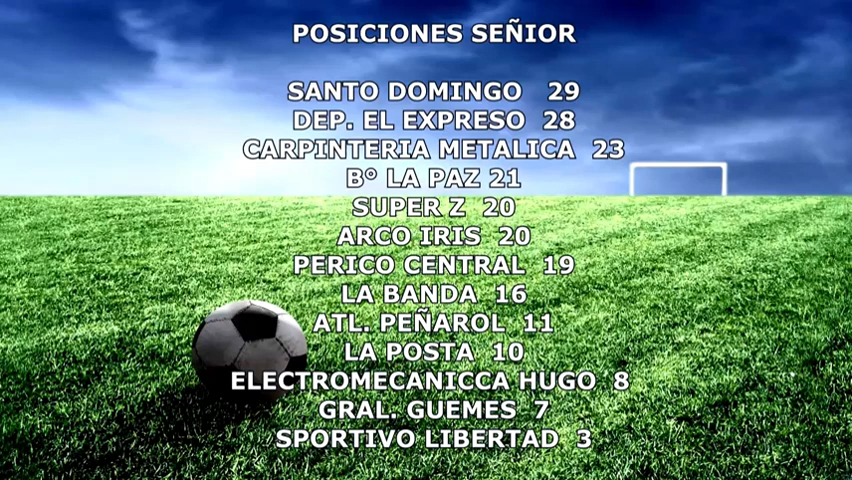 POSICIONES SEÑIOR
SANTO DOMINGO 29
DEP. EL EXPRESO 28
CARPINTERIA METALICA 23
B° LA PAZ 21
SUPER Z 20
ARCO IRIS 20
PERICO CENTRAL 19
LA BANDA 16
ATL. PEÑAROL 11
LA POSTA 10
ELECTROMECANICCA HUGO 8
GRAL. GUEMES 7
SPORTIVO LIBERTAD 3